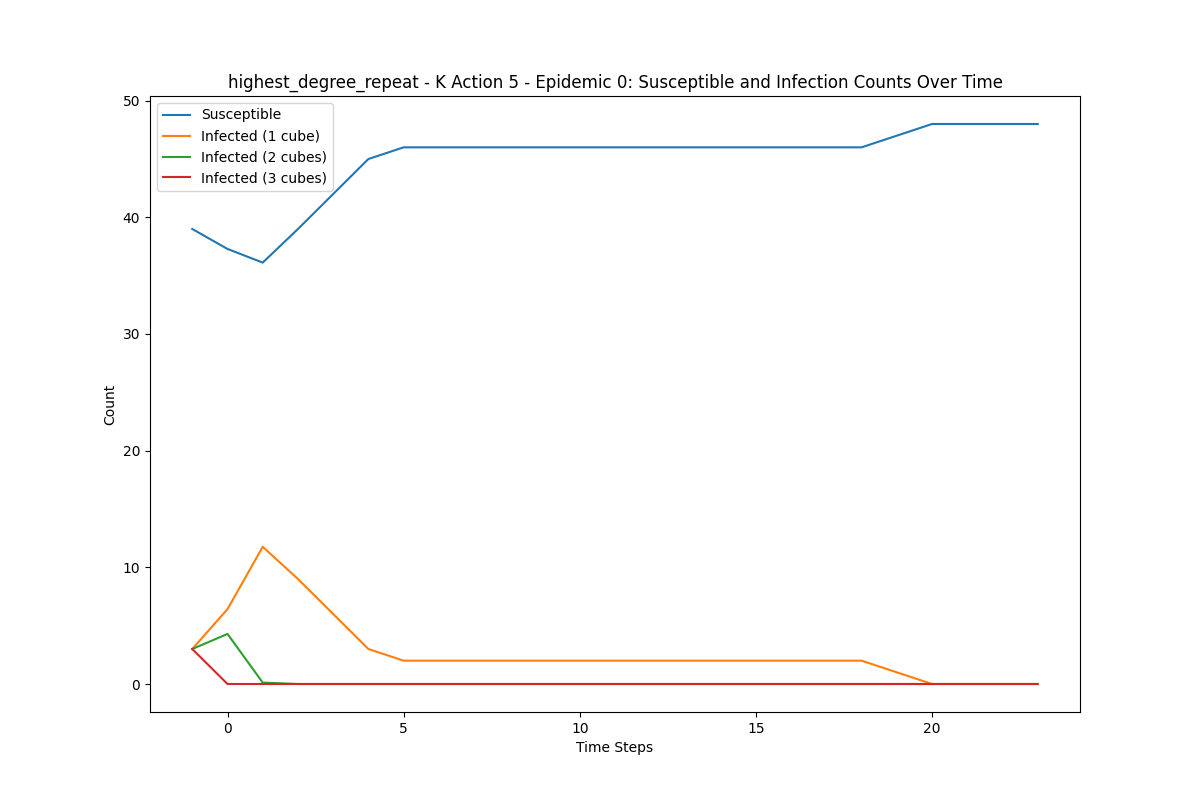 highest_degree_repeat - K Action 5 - Epidemic 0: Susceptible and Infection Counts Over Time
Susceptible
Infected (1 cube)
Infected (2 cubes)
Infected (3 cubes)
50
40
30
20
10
0
Count
0 5 10 15 20
Time Steps